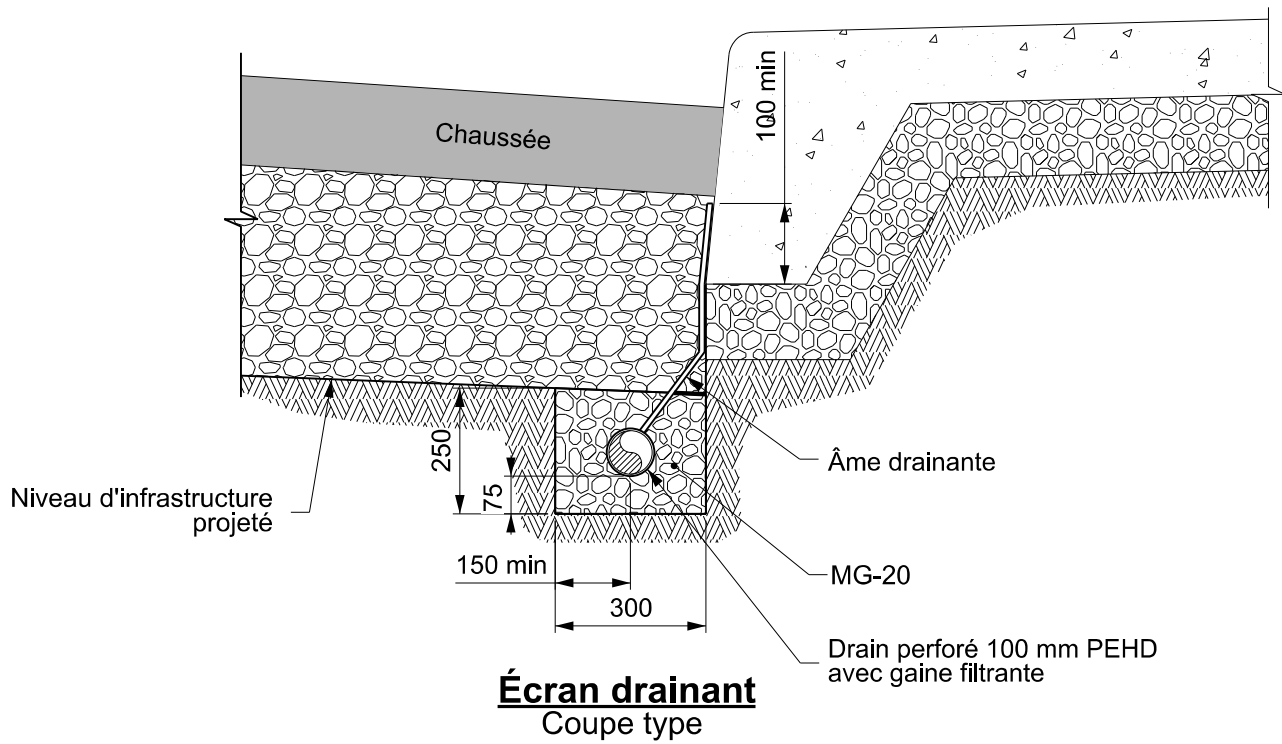 Chaussée
100 min
250
75
150 min
300
Niveau d'infrastructure
projeté
Âme drainante
MG-20
Drain perforé 100 mm PEHD
avec gaine filtrante
Écran drainant
Coupe type